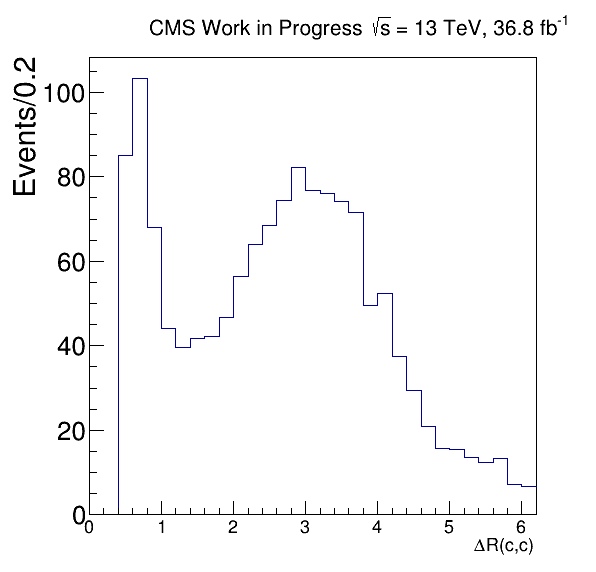 CMS Work in Progress √s = 13 TeV, 36.8 fb⁻¹
Events/0.2
100
80
60
40
20
0
0 1 2 3 4 5 6
ΔR(c,c)